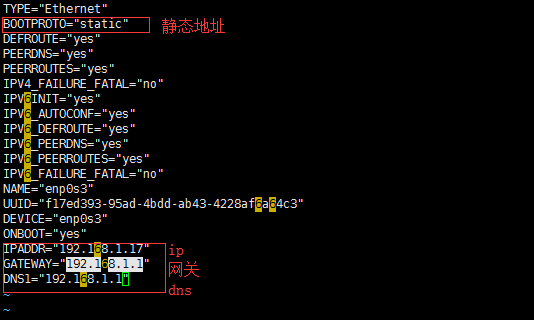 TYPE="Ethernet"
BOOTPROTO="static" 静态地址
DEFROUTE="yes"
PEERDNS="yes"
PEERROUTES="yes"
IPV4_FAILURE_FATAL="no"
IPV6INIT="yes"
IPV6_AUTOCONF="yes"
IPV6_DEFROUTE="yes"
IPV6_PEERDNS="yes"
IPV6_PEERROUTES="yes"
IPV6_FAILURE_FATAL="no"
NAME="enp0s3"
UUID="f17ed393-95ad-4bdd-ab43-4228af6a64c3"
DEVICE="enp0s3"
ONBOOT="yes"
IPADDR="192.168.1.17" ip
GATEWAY="192.168.1.1" 网关
DNS1="192.168.1.1" dns
~
~